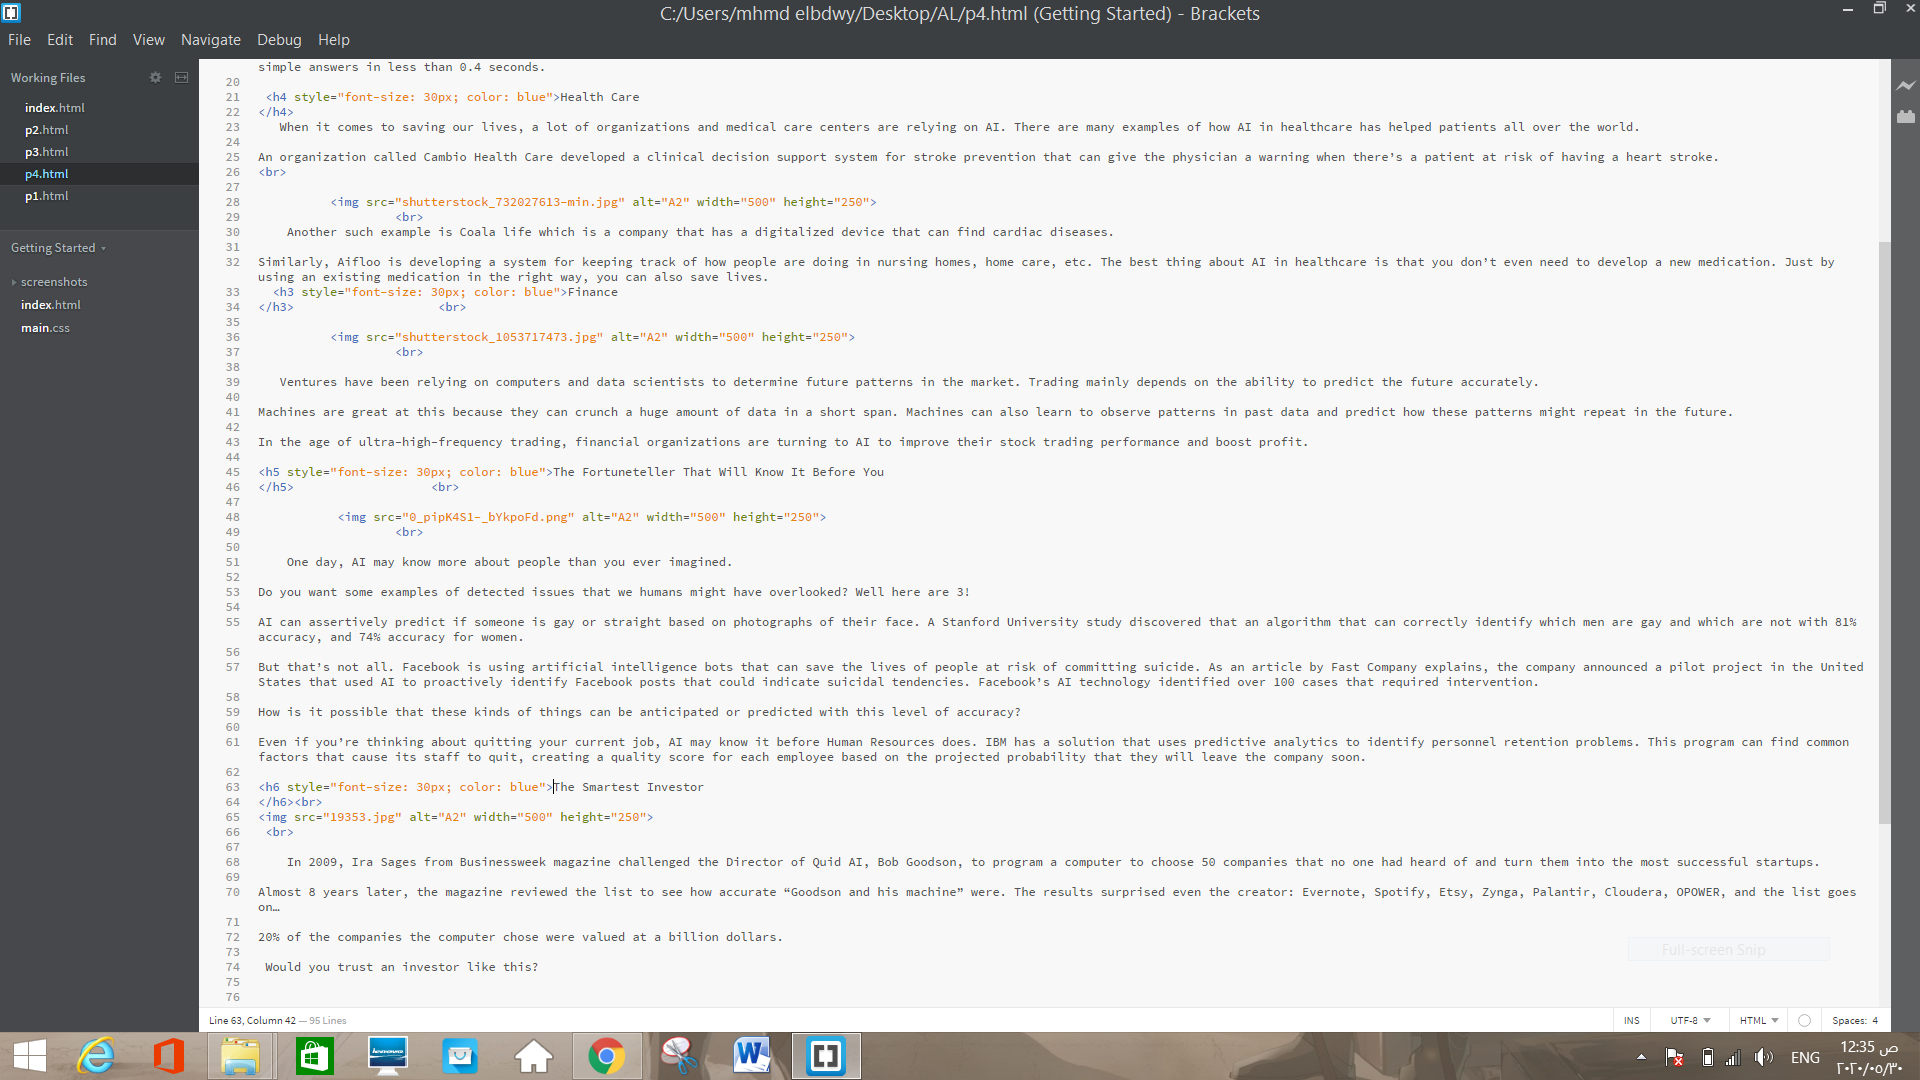 C:/Users/mhmd elbdwy/Desktop/AL/p4.html (Getting Started) - Brackets
File Edit Find View Navigate Debug Help
Working Files
index.html
p2.html
p3.html
p4.html
p1.html
Getting Started
screenshots
index.html
main.css
simple answers in less than 0.4 seconds.
20
21 <h4 style="font-size: 30px; color: blue">Health Care
22 </h4>
23 When it comes to saving our lives, a lot of organizations and medical care centers are relying on AI. There are many examples of how AI in healthcare has helped patients all over the world.
24
25 An organization called Cambio Health Care developed a clinical decision support system for stroke prevention that can give the physician a warning when there’s a patient at risk of having a heart stroke.
26 <br>
27
28 <img src="shutterstock_732027613-min.jpg" alt="A2" width="500" height="250">
29 <br>
30 Another such example is Coala life which is a company that has a digitalized device that can find cardiac diseases.
31
32 Similarly, Aifloo is developing a system for keeping track of how people are doing in nursing homes, home care, etc. The best thing about AI in healthcare is that you don’t even need to develop a new medication. Just by
using an existing medication in the right way, you can also save lives.
33 <h3 style="font-size: 30px; color: blue">Finance
34 </h3> <br>
35
36 <img src="shutterstock_1053717473.jpg" alt="A2" width="500" height="250">
37 <br>
38
39 Ventures have been relying on computers and data scientists to determine future patterns in the market. Trading mainly depends on the ability to predict the future accurately.
40
41 Machines are great at this because they can crunch a huge amount of data in a short span. Machines can also learn to observe patterns in past data and predict how these patterns might repeat in the future.
42
43 In the age of ultra-high-frequency trading, financial organizations are turning to AI to improve their stock trading performance and boost profit.
44
45 <h5 style="font-size: 30px; color: blue">The Fortuneteller That Will Know It Before You
46 </h5> <br>
47
48 <img src="0_pipK4S1-_bYkpoFd.png" alt="A2" width="500" height="250">
49 <br>
50
51 One day, AI may know more about people than you ever imagined.
52
53 Do you want some examples of detected issues that we humans might have overlooked? Well here are 3!
54
55 AI can assertively predict if someone is gay or straight based on photographs of their face. A Stanford University study discovered that an algorithm that can correctly identify which men are gay and which are not with 81%
accuracy, and 74% accuracy for women.
56
57 But that’s not all. Facebook is using artificial intelligence bots that can save the lives of people at risk of committing suicide. As an article by Fast Company explains, the company announced a pilot project in the United
States that used AI to proactively identify Facebook posts that could indicate suicidal tendencies. Facebook’s AI technology identified over 100 cases that required intervention.
58
59 How is it possible that these kinds of things can be anticipated or predicted with this level of accuracy?
60
61 Even if you’re thinking about quitting your current job, AI may know it before Human Resources does. IBM has a solution that uses predictive analytics to identify personnel retention problems. This program can find common
factors that cause its staff to quit, creating a quality score for each employee based on the projected probability that they will leave the company soon.
62
63 <h6 style="font-size: 30px; color: blue">The Smartest Investor
64 </h6><br>
65 <img src="19353.jpg" alt="A2" width="500" height="250">
66 <br>
67
68 In 2009, Ira Sages from Businessweek magazine challenged the Director of Quid AI, Bob Goodson, to program a computer to choose 50 companies that no one had heard of and turn them into the most successful startups.
69
70 Almost 8 years later, the magazine reviewed the list to see how accurate “Goodson and his machine” were. The results surprised even the creator: Evernote, Spotify, Etsy, Zynga, Palantir, Cloudera, OPOWER, and the list goes
on…
71
72 20% of the companies the computer chose were valued at a billion dollars.
73
74 Would you trust an investor like this?
75
76
Full-screen Snip
Line 63, Column 42 — 95 Lines
INS UTF-8 HTML Spaces: 4
lenovo
ENG
12:35 ص
٢٠٢٠/٠٥/٣٠